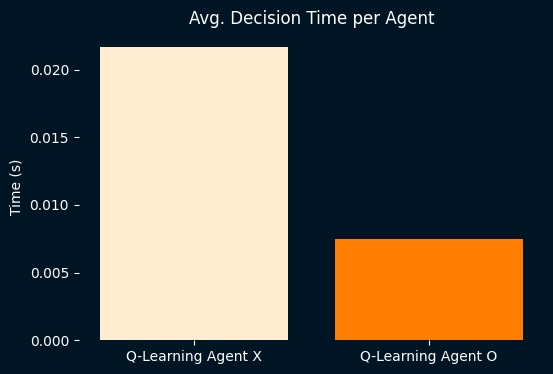 Avg. Decision Time per Agent
Time (s)
0.020
0.015
0.010
0.005
0.000
Q-Learning Agent X
Q-Learning Agent O